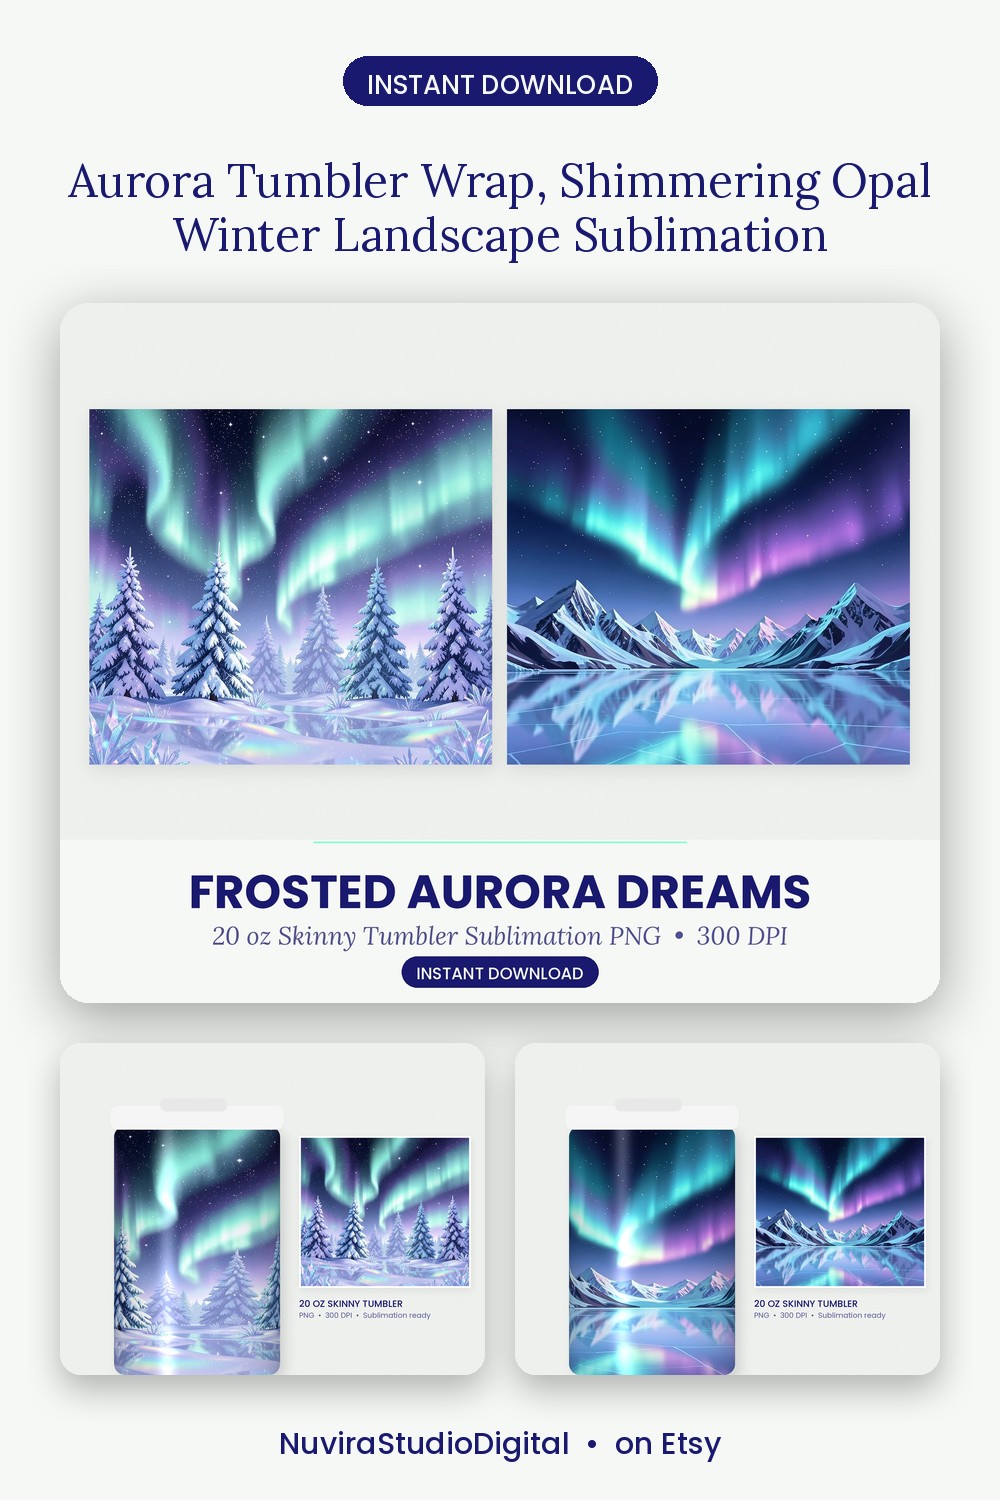 INSTANT DOWNLOAD
Aurora Tumbler Wrap, Shimmering Opal
Winter Landscape Sublimation
FROSTED AURORA DREAMS
20 oz Skinny Tumbler Sublimation PNG • 300 DPI
INSTANT DOWNLOAD
20 OZ SKINNY TUMBLER
PNG • 300 DPI • Sublimation ready
20 OZ SKINNY TUMBLER
PNG • 300 DPI • Sublimation ready
NuviraStudioDigital • on Etsy